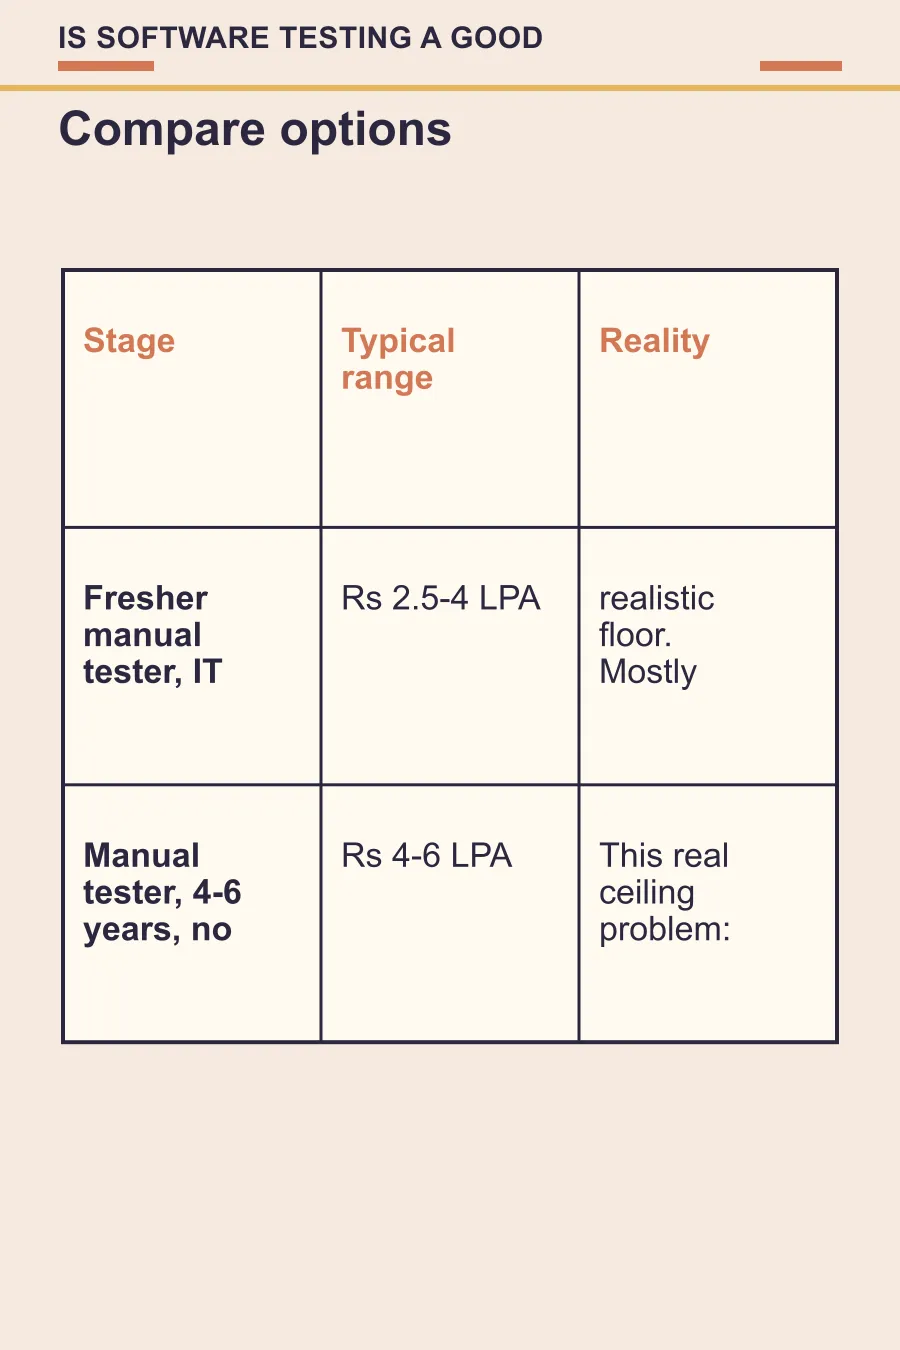 IS SOFTWARE TESTING A GOOD
Compare options
Stage
Typical
range
Reality
Fresher
manual
tester, IT
Rs 2.5-4 LPA
realistic
floor.
Mostly
Manual
tester, 4-6
years, no
Rs 4-6 LPA
This real
ceiling
problem: